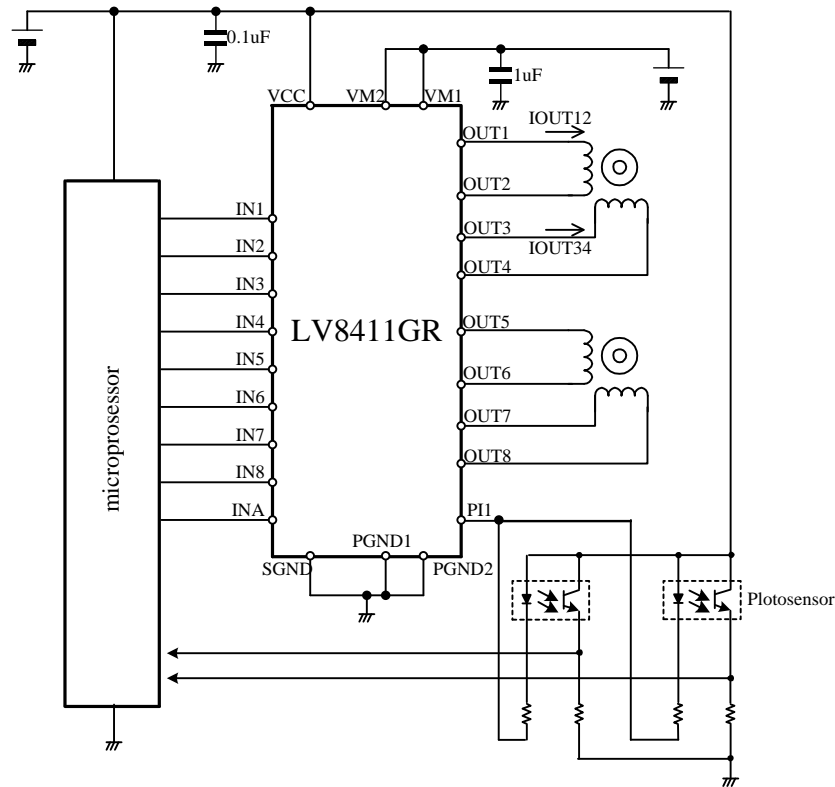 0.1uF
1uF
VCC
VM2
VM1
OUT1
IOUT12
OUT2
IN1
OUT3
IOUT34
IN2
OUT4
IN3
LV8411GR
IN4
OUT5
IN5
OUT6
IN6
OUT7
IN7
OUT8
IN8
INA
PI1
microprosessor
PGND1
SGND
PGND2
Plotosensor